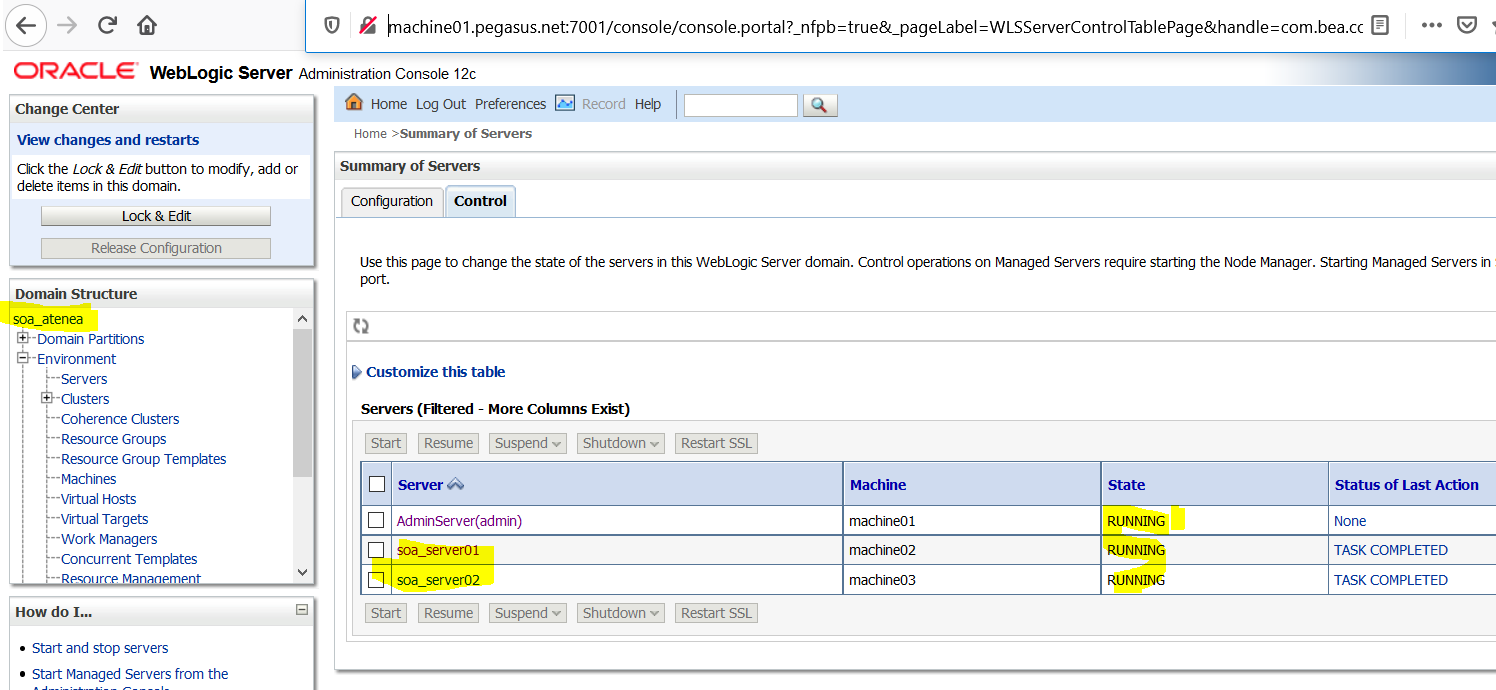 machine01.pegasus.net:7001/console/console.portal?_nfpb=true&_pageLabel=WLSServerControlTablePage&handle=com.bea.cc
ORACLE WebLogic Server Administration Console 12c
Change Center
View changes and restarts
Click the Lock & Edit button to modify, add or
delete items in this domain.
Lock & Edit
Release Configuration
Domain Structure
soa_atenea
Domain Partitions
Environment
Servers
Clusters
Coherence Clusters
Resource Groups
Resource Group Templates
Machines
Virtual Hosts
Virtual Targets
Work Managers
Concurrent Templates
Resource Management
How do I...
Start and stop servers
Start Managed Servers from the
Administration Console
Home Log Out Preferences Record Help
Home >Summary of Servers
Summary of Servers
Configuration Control
Use this page to change the state of the servers in this WebLogic Server domain. Control operations on Managed Servers require starting the Node Manager. Starting Managed Servers in
port.
Customize this table
Servers (Filtered - More Columns Exist)
Start Resume Suspend Shutdown Restart SSL
Server Machine State Status of Last Action
AdminServer(admin) machine01 RUNNING None
soa_server01 machine02 RUNNING TASK COMPLETED
soa_server02 machine03 RUNNING TASK COMPLETED
Start Resume Suspend Shutdown Restart SSL